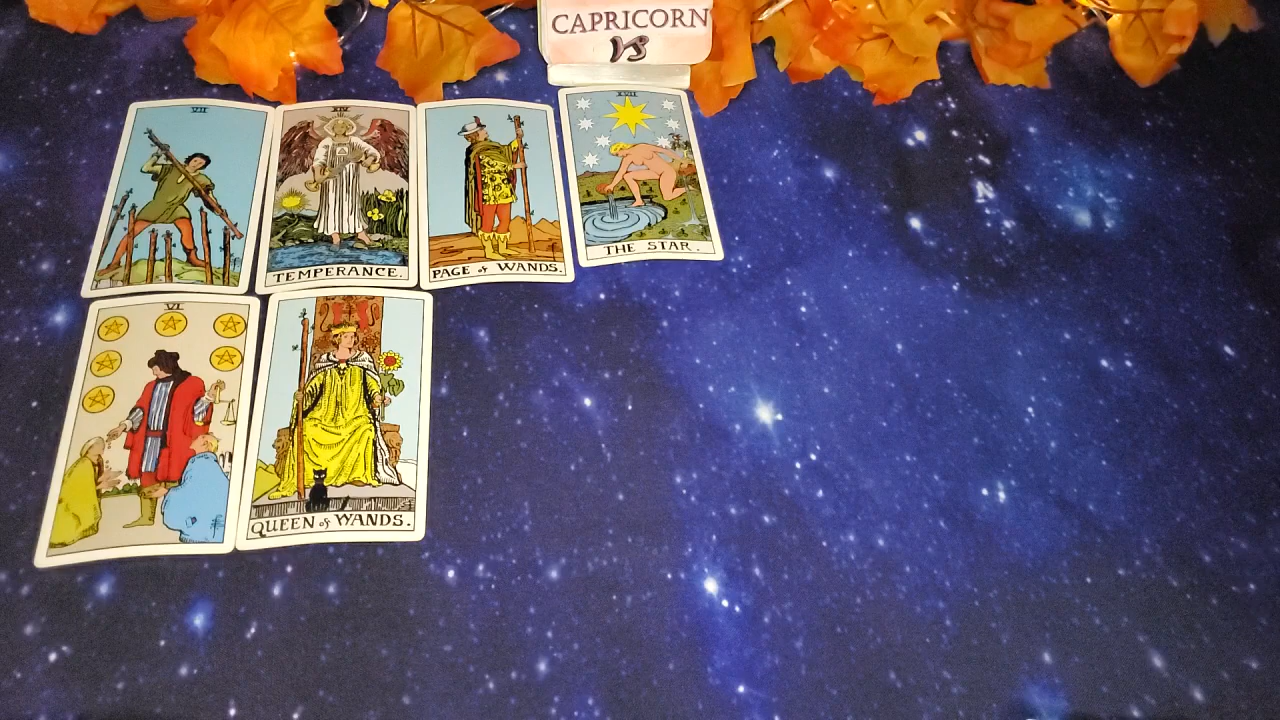 CAPRICORN
VII
XIV
XVII
TEMPERANCE.
PAGE of WANDS.
THE STAR.
VI
QUEEN of WANDS.